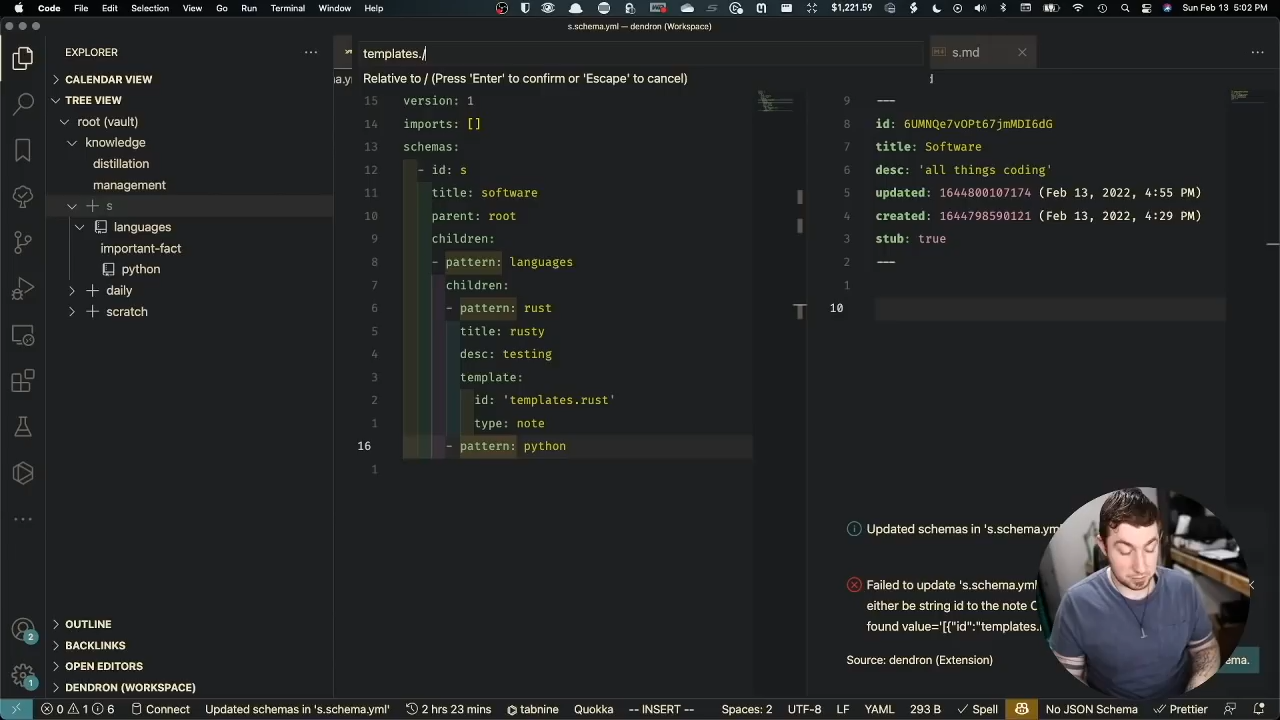 Code File Edit Selection View Go Run Terminal Window Help $1,221.59 Sun Feb 13 5:02 PM
s.schema.yml — dendron (Workspace)
EXPLORER
CALENDAR VIEW
TREE VIEW
root (vault)
knowledge
distillation
management
s
languages
important-fact
python
daily
scratch
OUTLINE
BACKLINKS
OPEN EDITORS
DENDRON (WORKSPACE)
templates./
Relative to / (Press 'Enter' to confirm or 'Escape' to cancel)
15 version: 1
14 imports: []
13 schemas:
12 - id: s
11 title: software
10 parent: root
9 children:
8 - pattern: languages
7 children:
6 - pattern: rust
5 title: rusty
4 desc: testing
3 template:
2 id: 'templates.rust'
1 type: note
16 - pattern: python
1
s.md
9 ---
8 id: 6UMNQe7vOPt67jmMDI6dG
7 title: Software
6 desc: 'all things coding'
5 updated: 1644800107174 (Feb 13, 2022, 4:55 PM)
4 created: 1644798590121 (Feb 13, 2022, 4:29 PM)
3 stub: true
2 ---
1
10
Updated schemas in 's.schema.yml
Failed to update 's.schema.yml
either be string id to the note
found value='[{"id":"templates.
Source: dendron (Extension)
ema.
2
1
0 1 6 Connect Updated schemas in 's.schema.yml' 2 hrs 23 mins tabnine Quokka -- INSERT -- Spaces: 2 UTF-8 LF YAML 293 B Spell No JSON Schema Prettier